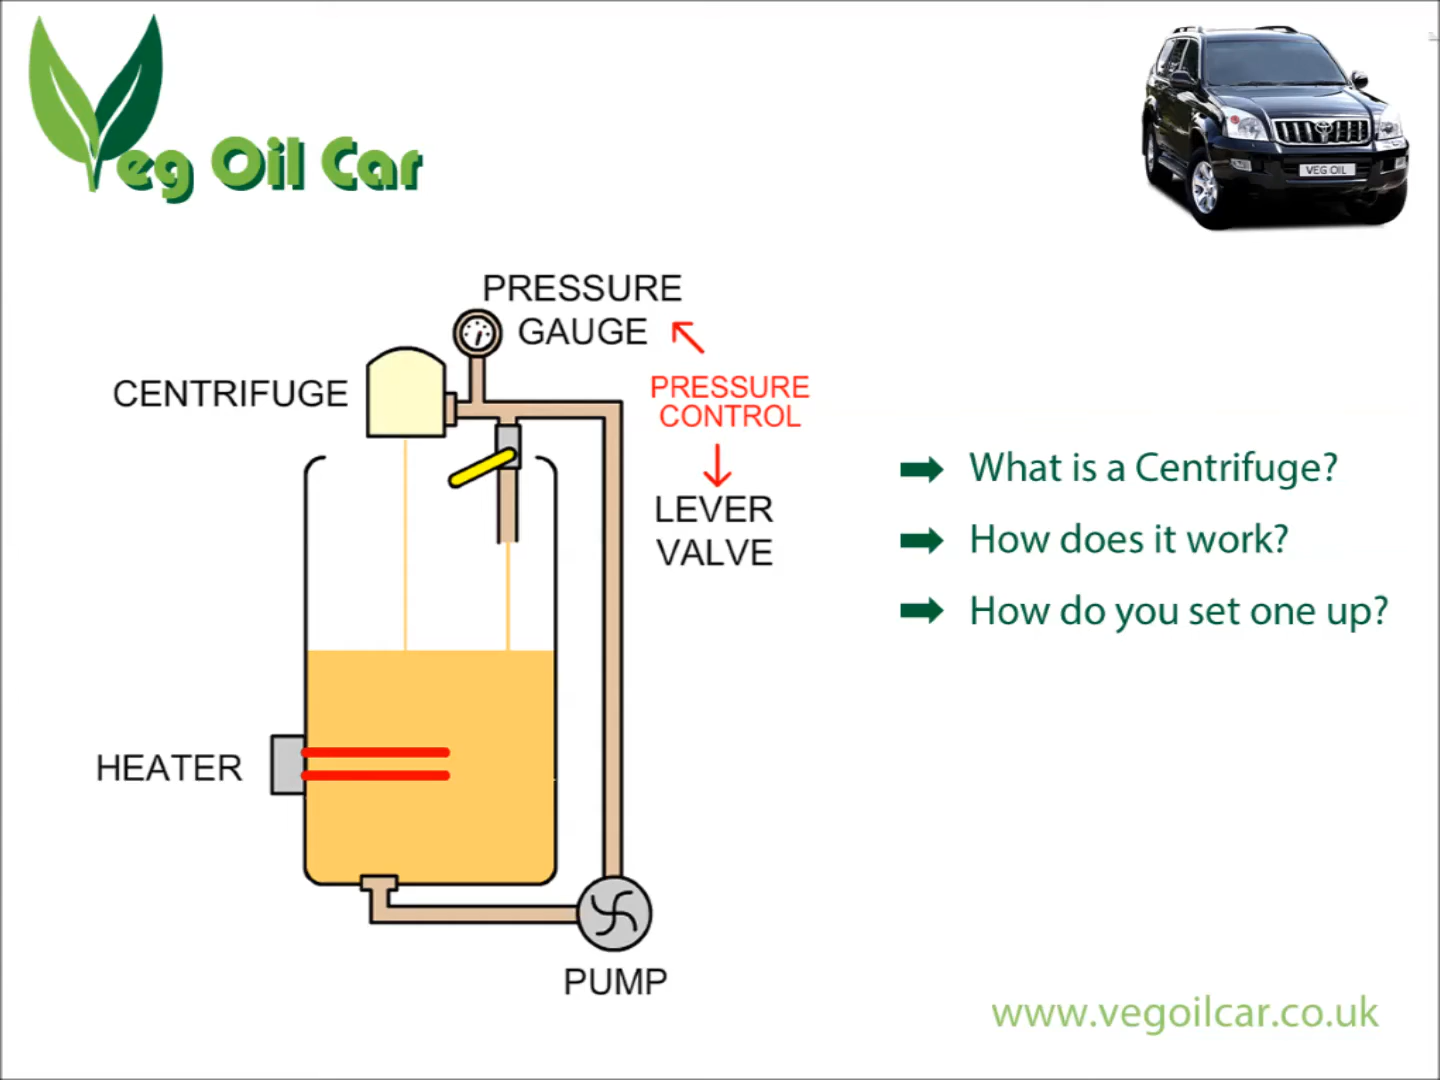 Veg Oil Car
VEG OIL
PRESSURE
GAUGE
CENTRIFUGE
PRESSURE
CONTROL
LEVER
VALVE
What is a Centrifuge?
How does it work?
How do you set one up?
HEATER
PUMP
www.vegoilcar.co.uk